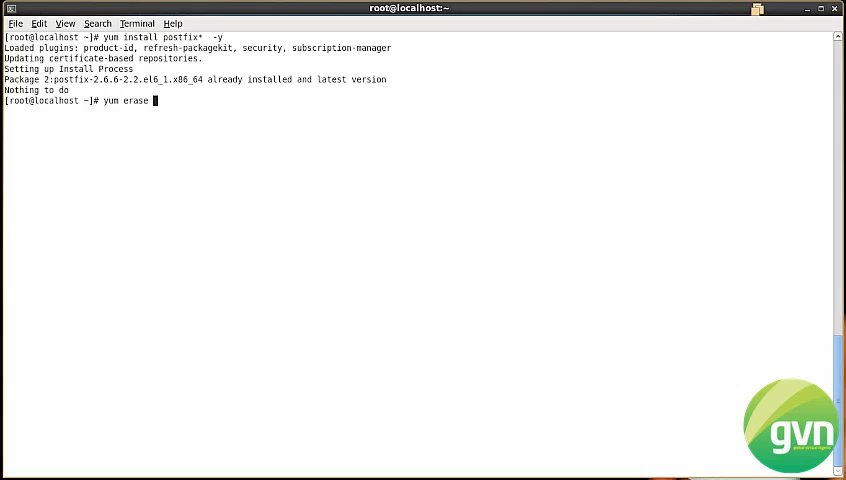 root@localhost:~
File Edit View Search Terminal Help
[root@localhost ~]# yum install postfix*  -y
Loaded plugins: product-id, refresh-packagekit, security, subscription-manager
Updating certificate-based repositories.
Setting up Install Process
Package 2:postfix-2.6.6-2.2.el6_1.x86_64 already installed and latest version
Nothing to do
[root@localhost ~]# yum erase
gvn